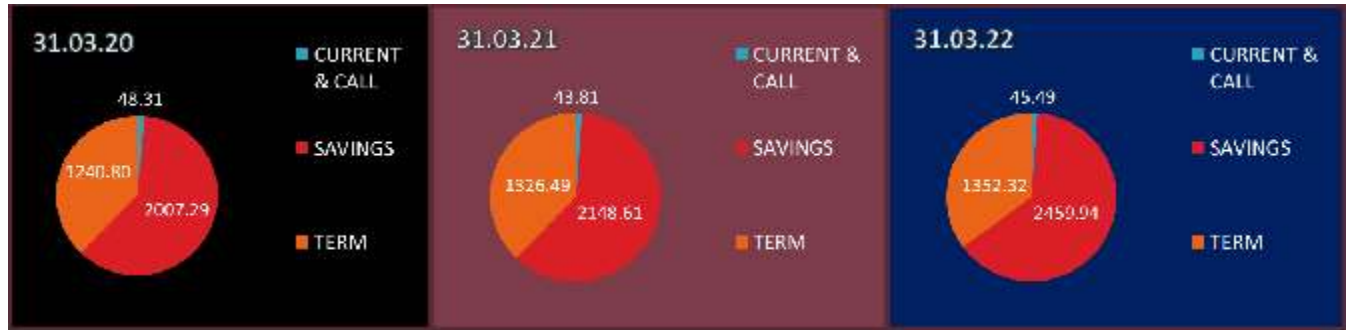 31.03.20
CURRENT
& CALL
48.31
1240.80
SAVINGS
2007.29
TERM
31.03.21
CURRENT &
CALL
43.81
SAVINGS
1326.49
2148.61
TERM
31.03.22
CURRENT &
CALL
45.49
SAVINGS
1352.32
2459.94
TERM